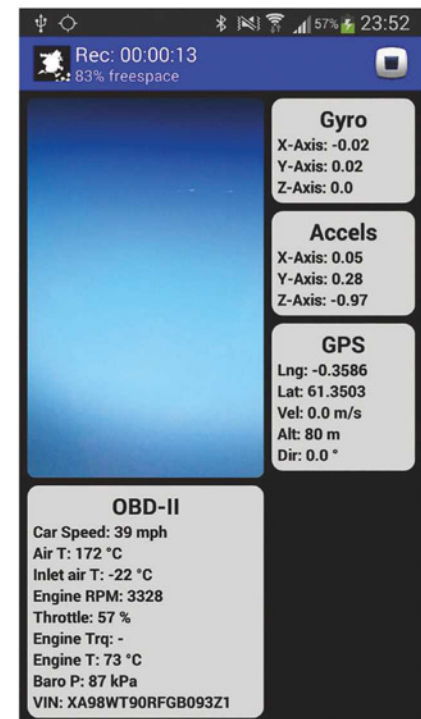 57% 23:52
Rec: 00:00:13
83% freespace
Gyro
X-Axis: -0.02
Y-Axis: 0.02
Z-Axis: 0.0
Accels
X-Axis: 0.05
Y-Axis: 0.28
Z-Axis: -0.97
GPS
Lng: -0.3586
Lat: 61.3503
Vel: 0.0 m/s
Alt: 80 m
Dir: 0.0 °
OBD-II
Car Speed: 39 mph
Air T: 172 °C
Inlet air T: -22 °C
Engine RPM: 3328
Throttle: 57 %
Engine Trq: -
Engine T: 73 °C
Baro P: 87 kPa
VIN: XA98WT90RFGB093Z1